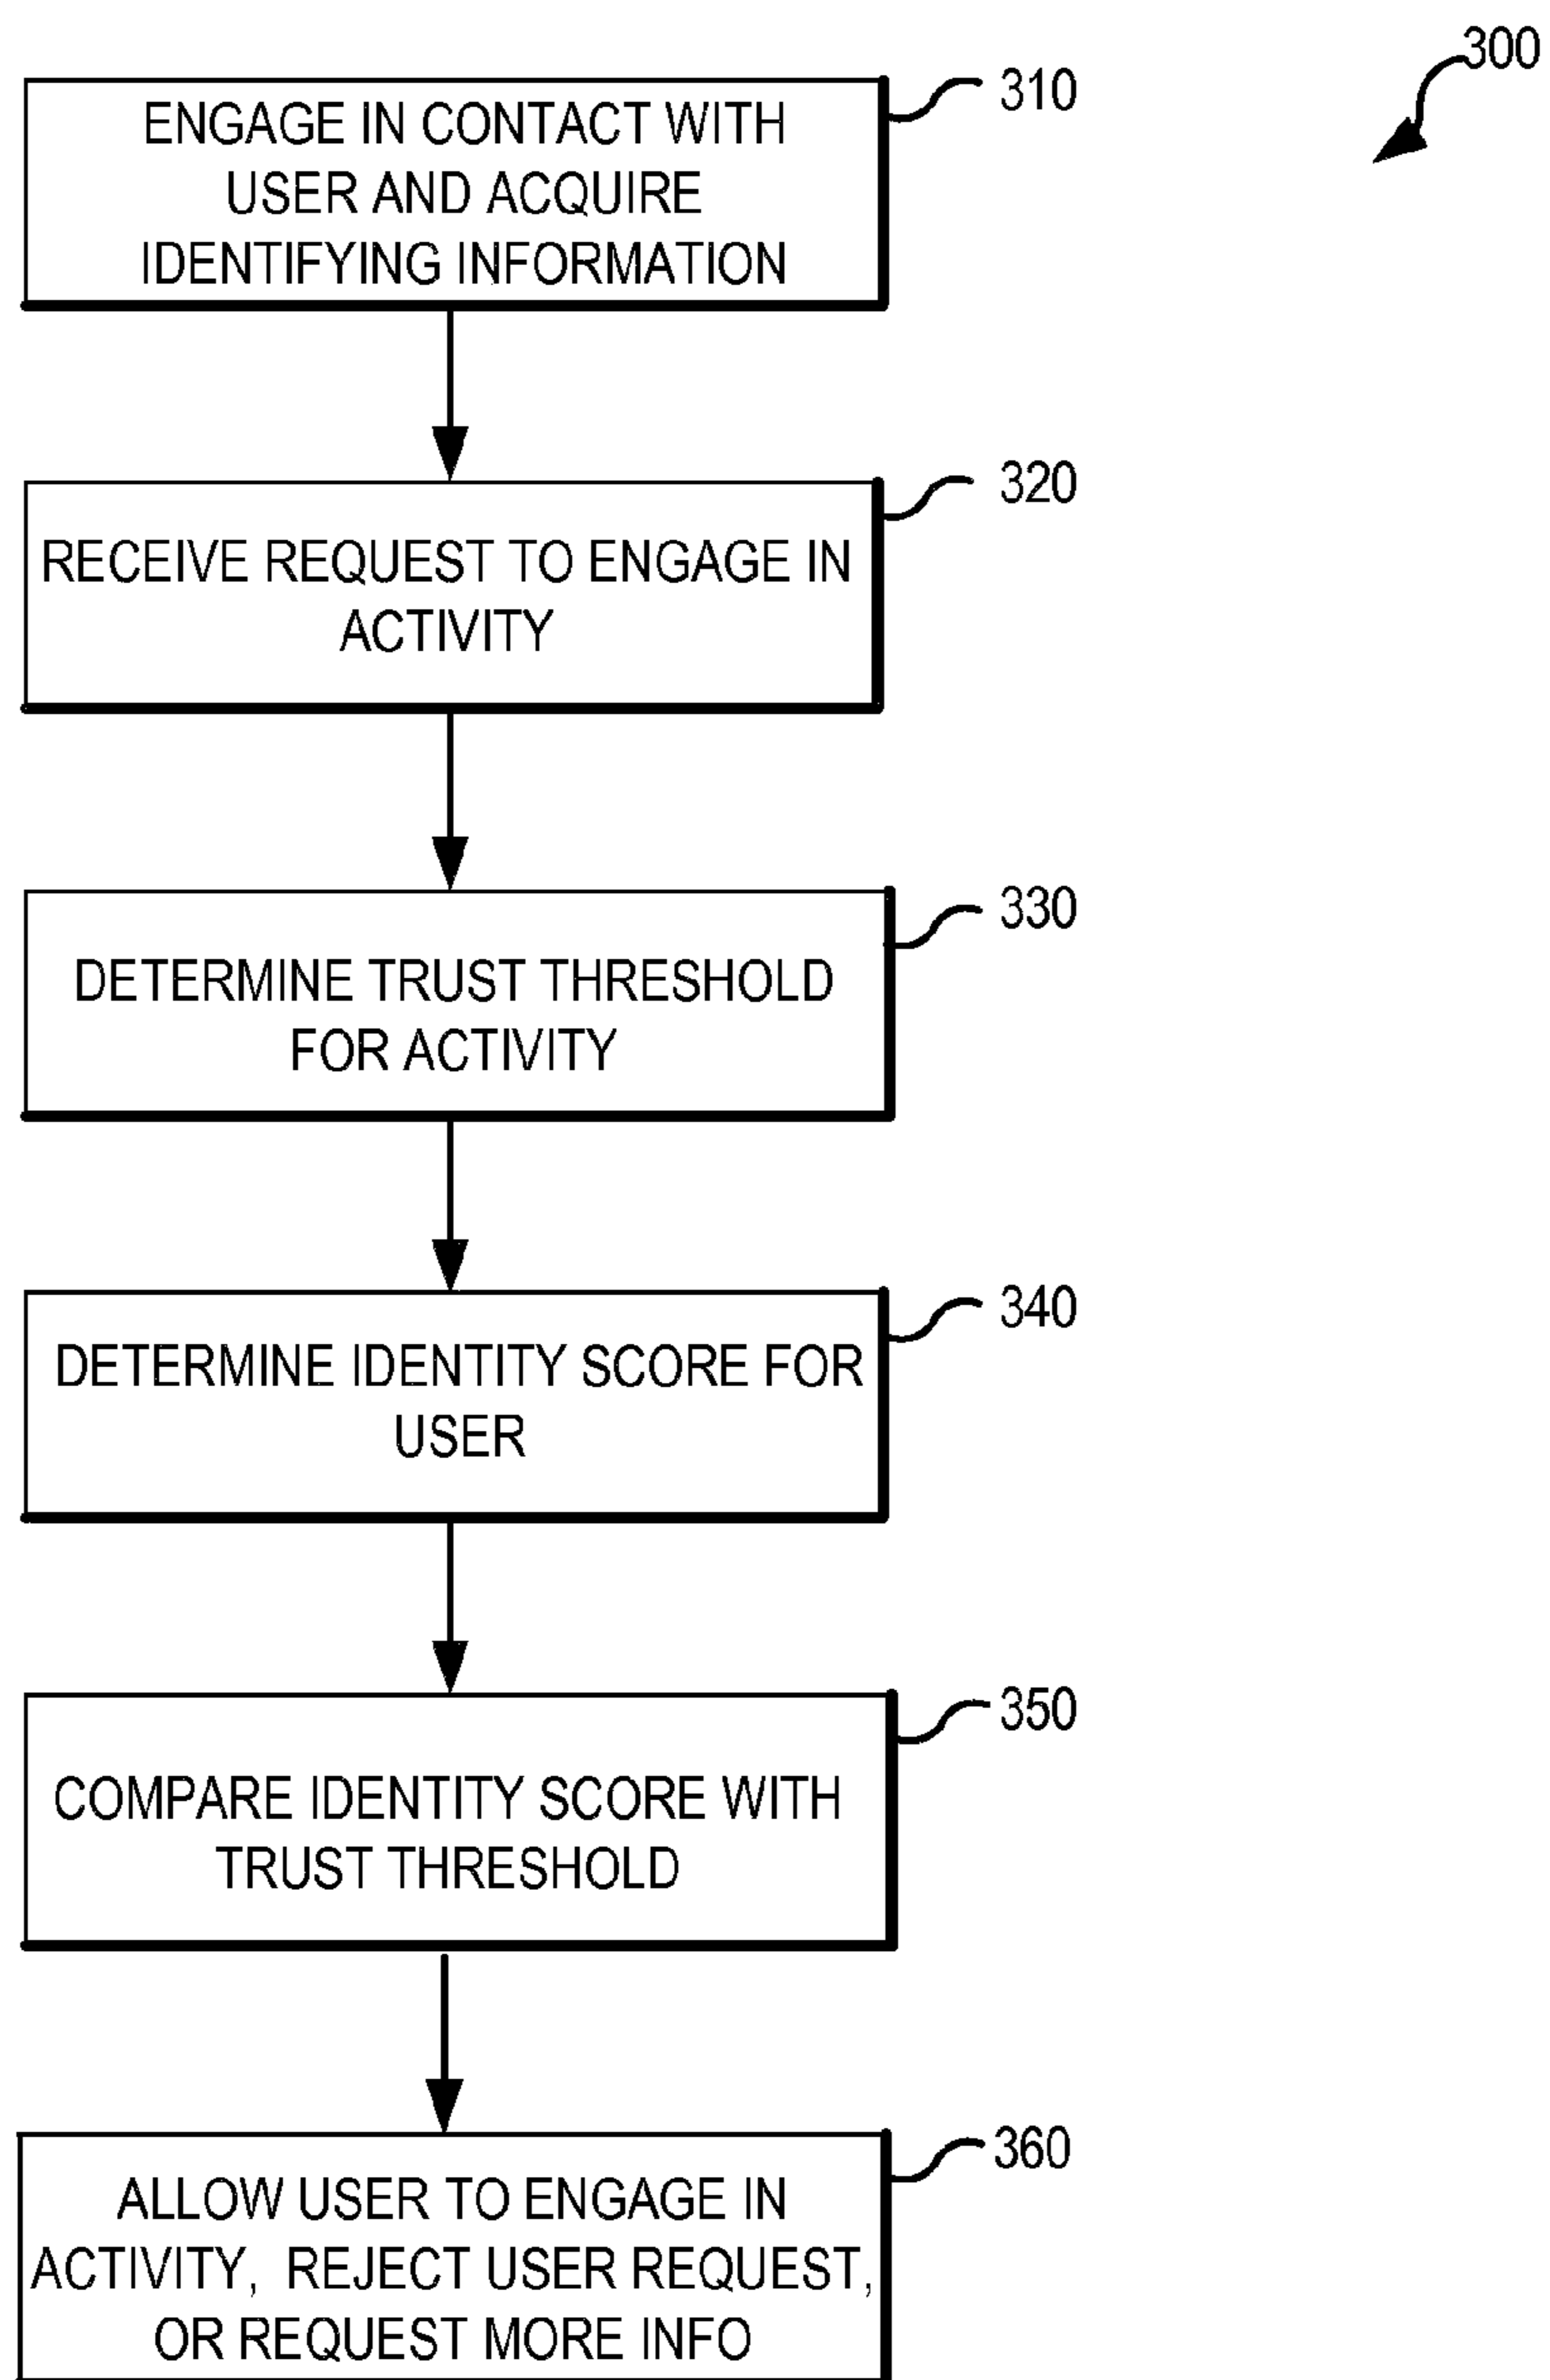 300
310
ENGAGE IN CONTACT WITH
USER AND ACQUIRE
IDENTIFYING INFORMATION
320
RECEIVE REQUEST TO ENGAGE IN
ACTIVITY
330
DETERMINE TRUST THRESHOLD
FOR ACTIVITY
340
DETERMINE IDENTITY SCORE FOR
USER
350
COMPARE IDENTITY SCORE WITH
TRUST THRESHOLD
360
ALLOW USER TO ENGAGE IN
ACTIVITY, REJECT USER REQUEST,
OR REQUEST MORE INFO